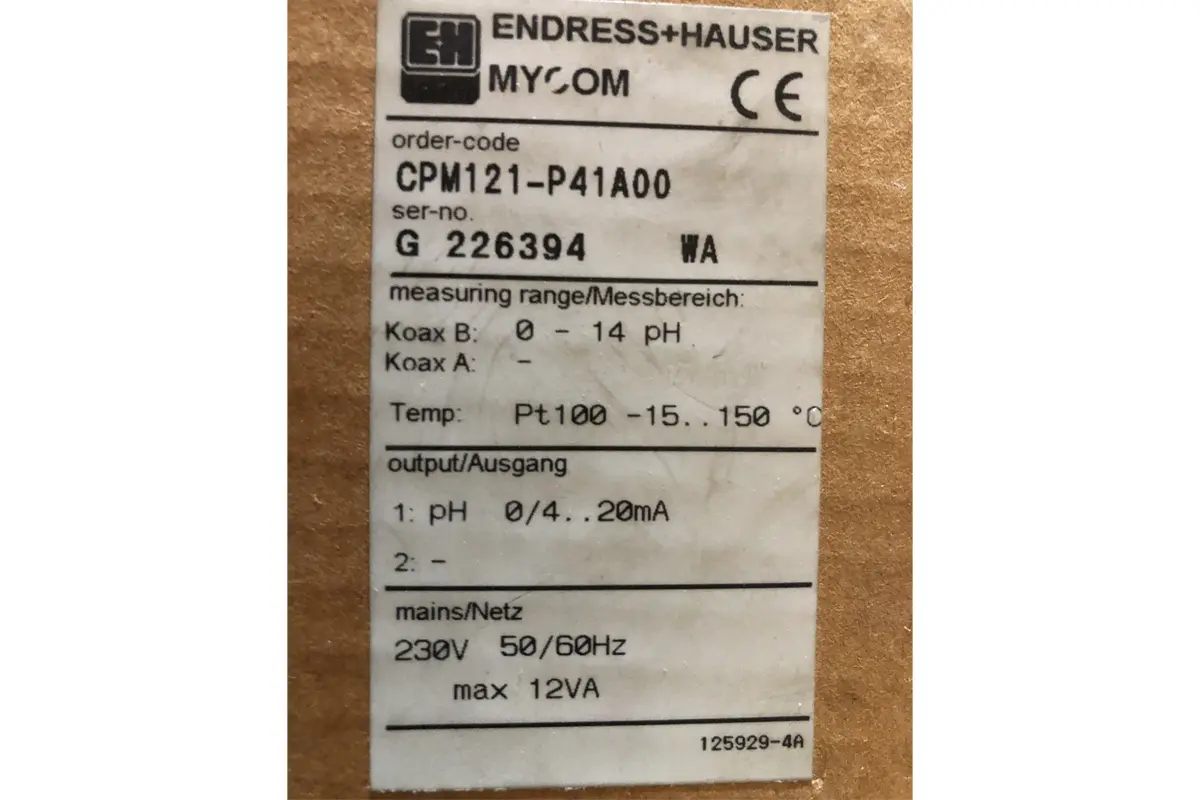 EH ENDRESS+HAUSER
MYCOM CE
order-code
CPM121-P41A00
ser-no.
G 226394 WA
measuring range/Messbereich:
Koax B: 0 - 14 pH
Koax A: -
Temp: Pt100 -15..150 °C
output/Ausgang
1: pH 0/4..20mA
2: -
mains/Netz
230V 50/60Hz
max 12VA
125929-4A